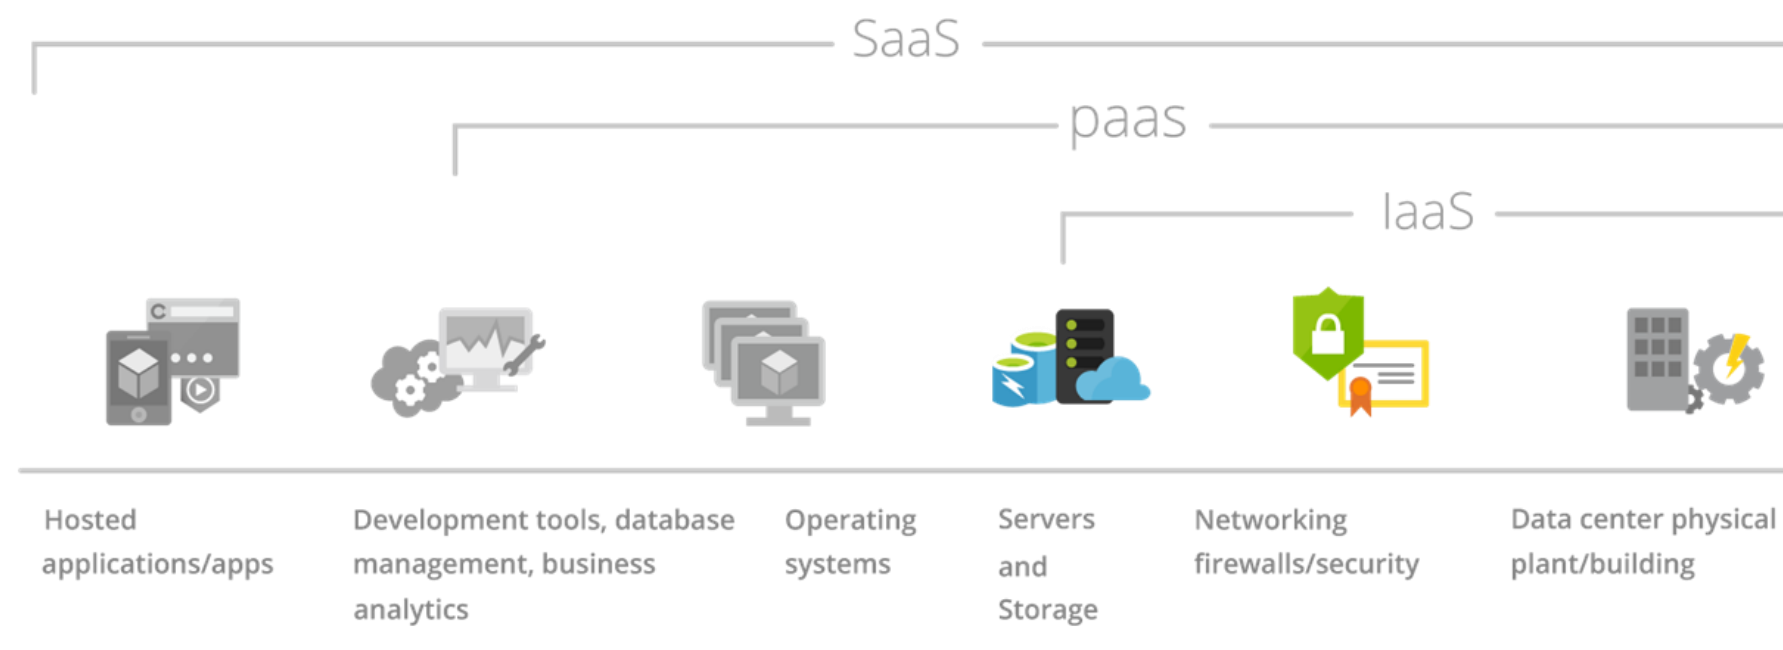 SaaS
paas
IaaS
C
Hosted
applications/apps
Development tools, database
management, business
analytics
Operating
systems
Servers
and
Storage
Networking
firewalls/security
Data center physical
plant/building